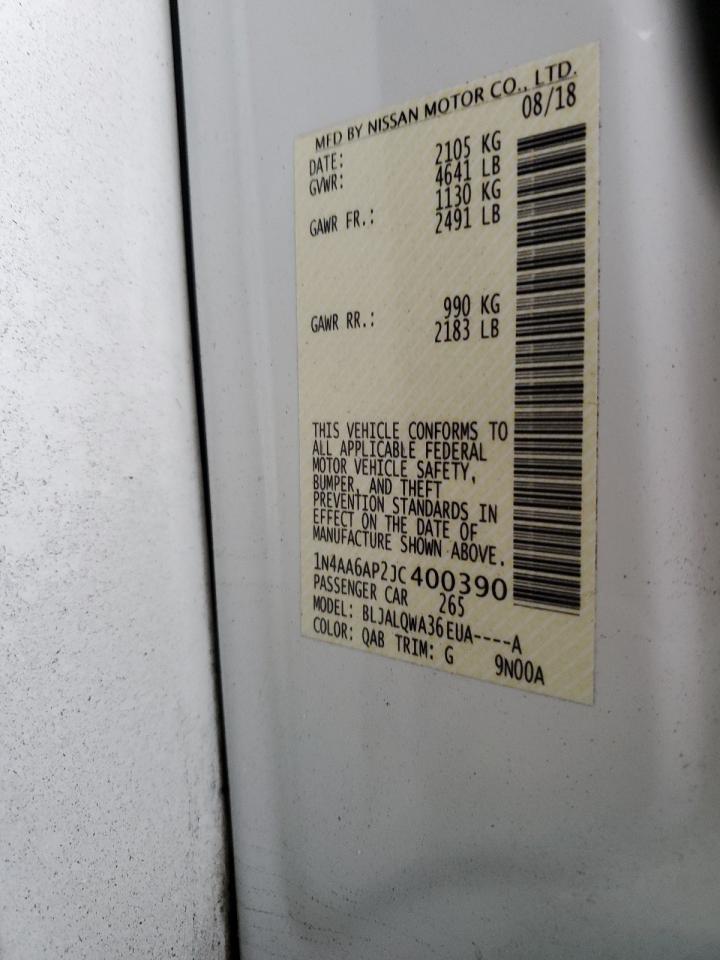 MFD BY NISSAN MOTOR CO., LTD.
DATE: 08/18
GVWR: 2105 KG
4641 LB
GAWR FR.: 1130 KG
2491 LB
GAWR RR.: 990 KG
2183 LB
THIS VEHICLE CONFORMS TO
ALL APPLICABLE FEDERAL
MOTOR VEHICLE SAFETY,
BUMPER, AND THEFT
PREVENTION STANDARDS IN
EFFECT ON THE DATE OF
MANUFACTURE SHOWN ABOVE.
1N4AA6AP2JC400390
PASSENGER CAR 265
MODEL: BLJALQWA36EUA----A
COLOR: QAB TRIM: G 9N00A